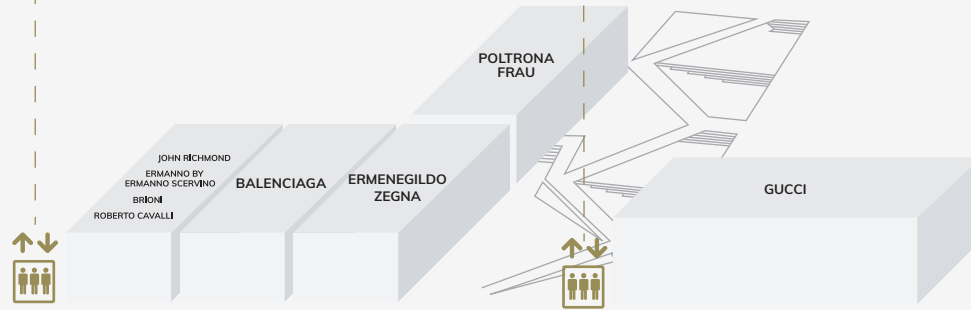 POLTRONA
FRAU
JOHN RICHMOND
ERMANNO BY
ERMANNO SCERVINO
BRIONI
ROBERTO CAVALLI
BALENCIAGA
ERMENEGILDO
ZEGNA
GUCCI